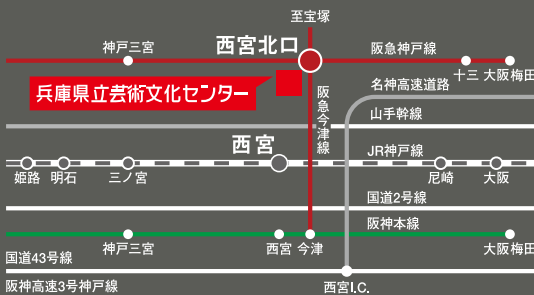 至宝塚
神戸三宮
西宮北口
阪急神戸線
十三
大阪梅田
兵庫県立芸術文化センター
阪急今津線
名神高速道路
山手幹線
西宮
JR神戸線
姫路
明石
三ノ宮
尼崎
大阪
国道2号線
阪神本線
神戸三宮
西宮
今津
大阪梅田
国道43号線
阪神高速3号神戸線
西宮I.C.